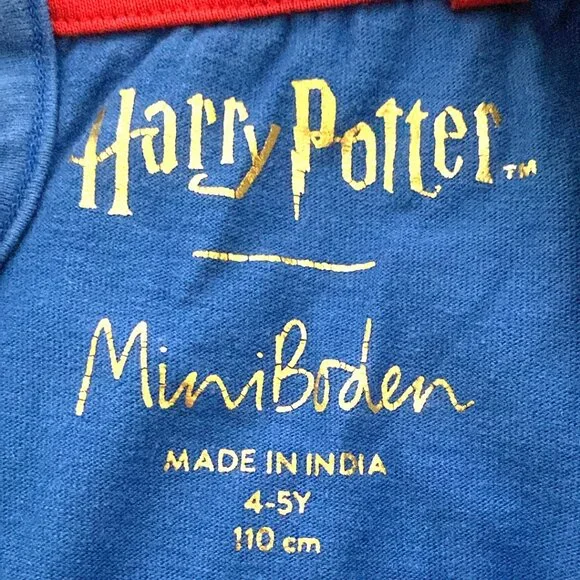 Harry Potter™
MiniBoden
MADE IN INDIA
4-5Y
110 cm